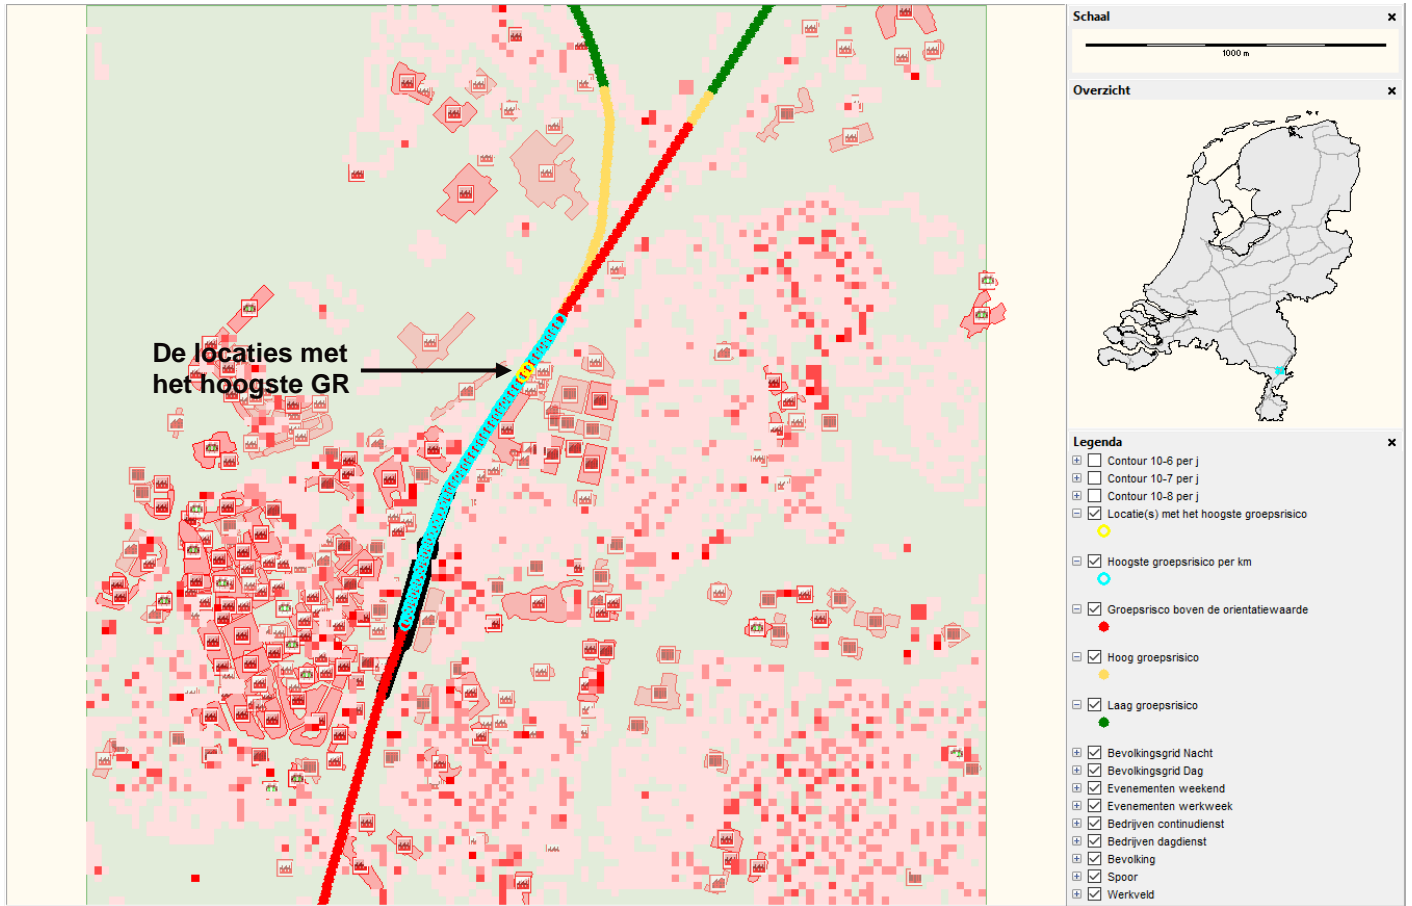 De locaties met
het hoogste GR
Schaal
1000 m
Overzicht
Legenda
Contour 10-6 per j
Contour 10-7 per j
Contour 10-8 per j
Locatie(s) met het hoogste groepsrisico
Hoogste groepsrisico per km
Groepsrisco boven de orientatiewaarde
Hoog groepsrisico
Laag groepsrisico
Bevolkingsgrid Nacht
Bevolkingsgrid Dag
Evenementen weekend
Evenementen werkweek
Bedrijven continudienst
Bedrijven dagdienst
Bevolking
Spoor
Werkveld